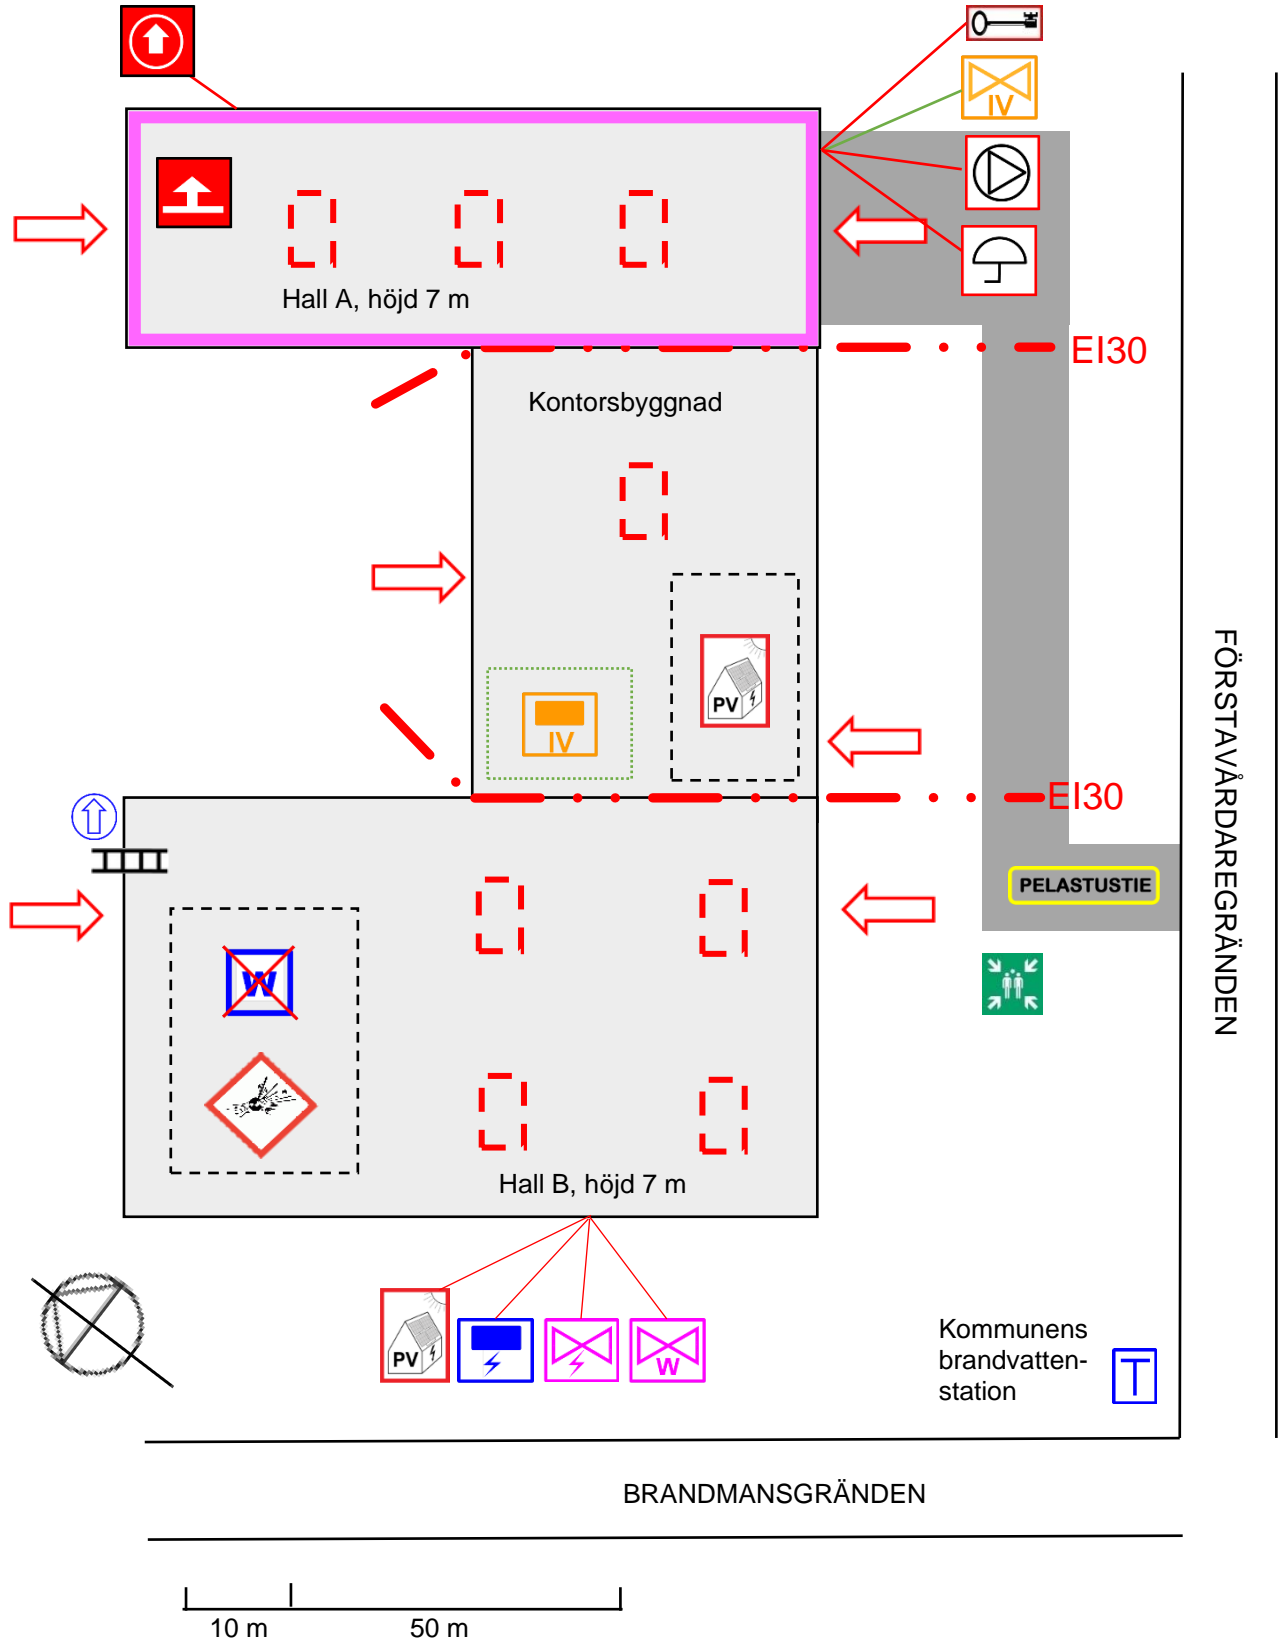 IV
Hall A, höjd 7 m
EI30
Kontorsbyggnad
PV
IV
EI30
PELASTUSTIE
FÖRSTAVÅRDAREGRÄNDEN
W
Hall B, höjd 7 m
PV
W
Kommunens
brandvatten-
station
T
BRANDMANSGRÄNDEN
10 m
50 m